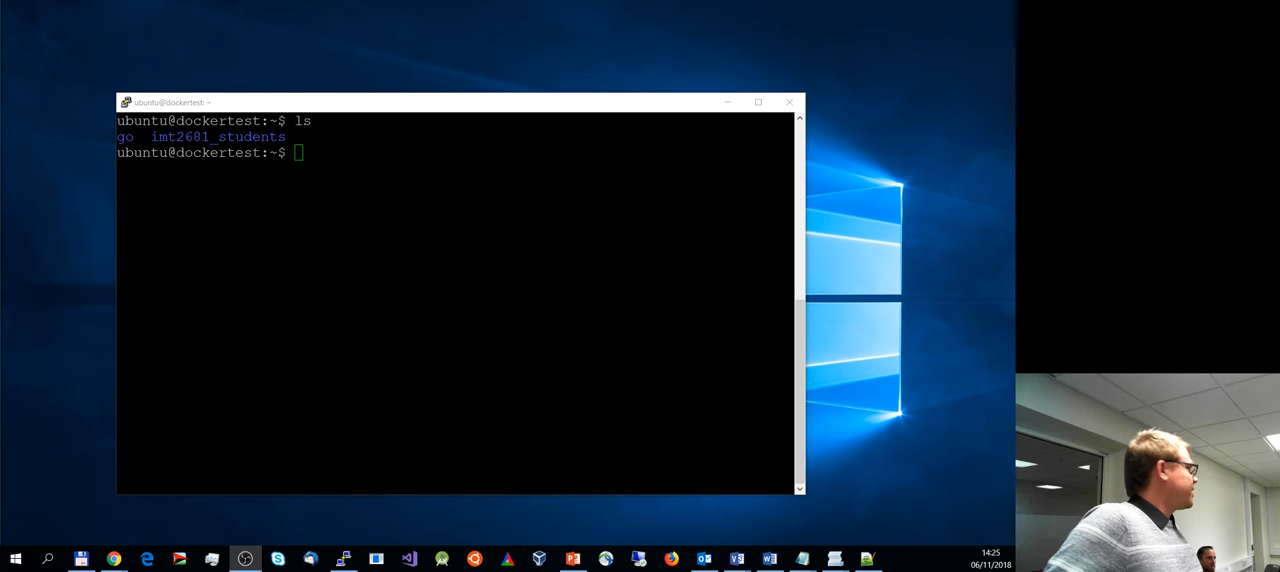 ubuntu@dockertest: ~
ubuntu@dockertest:~$ ls
go imt2681_students
ubuntu@dockertest:~$
14:25
06/11/2018